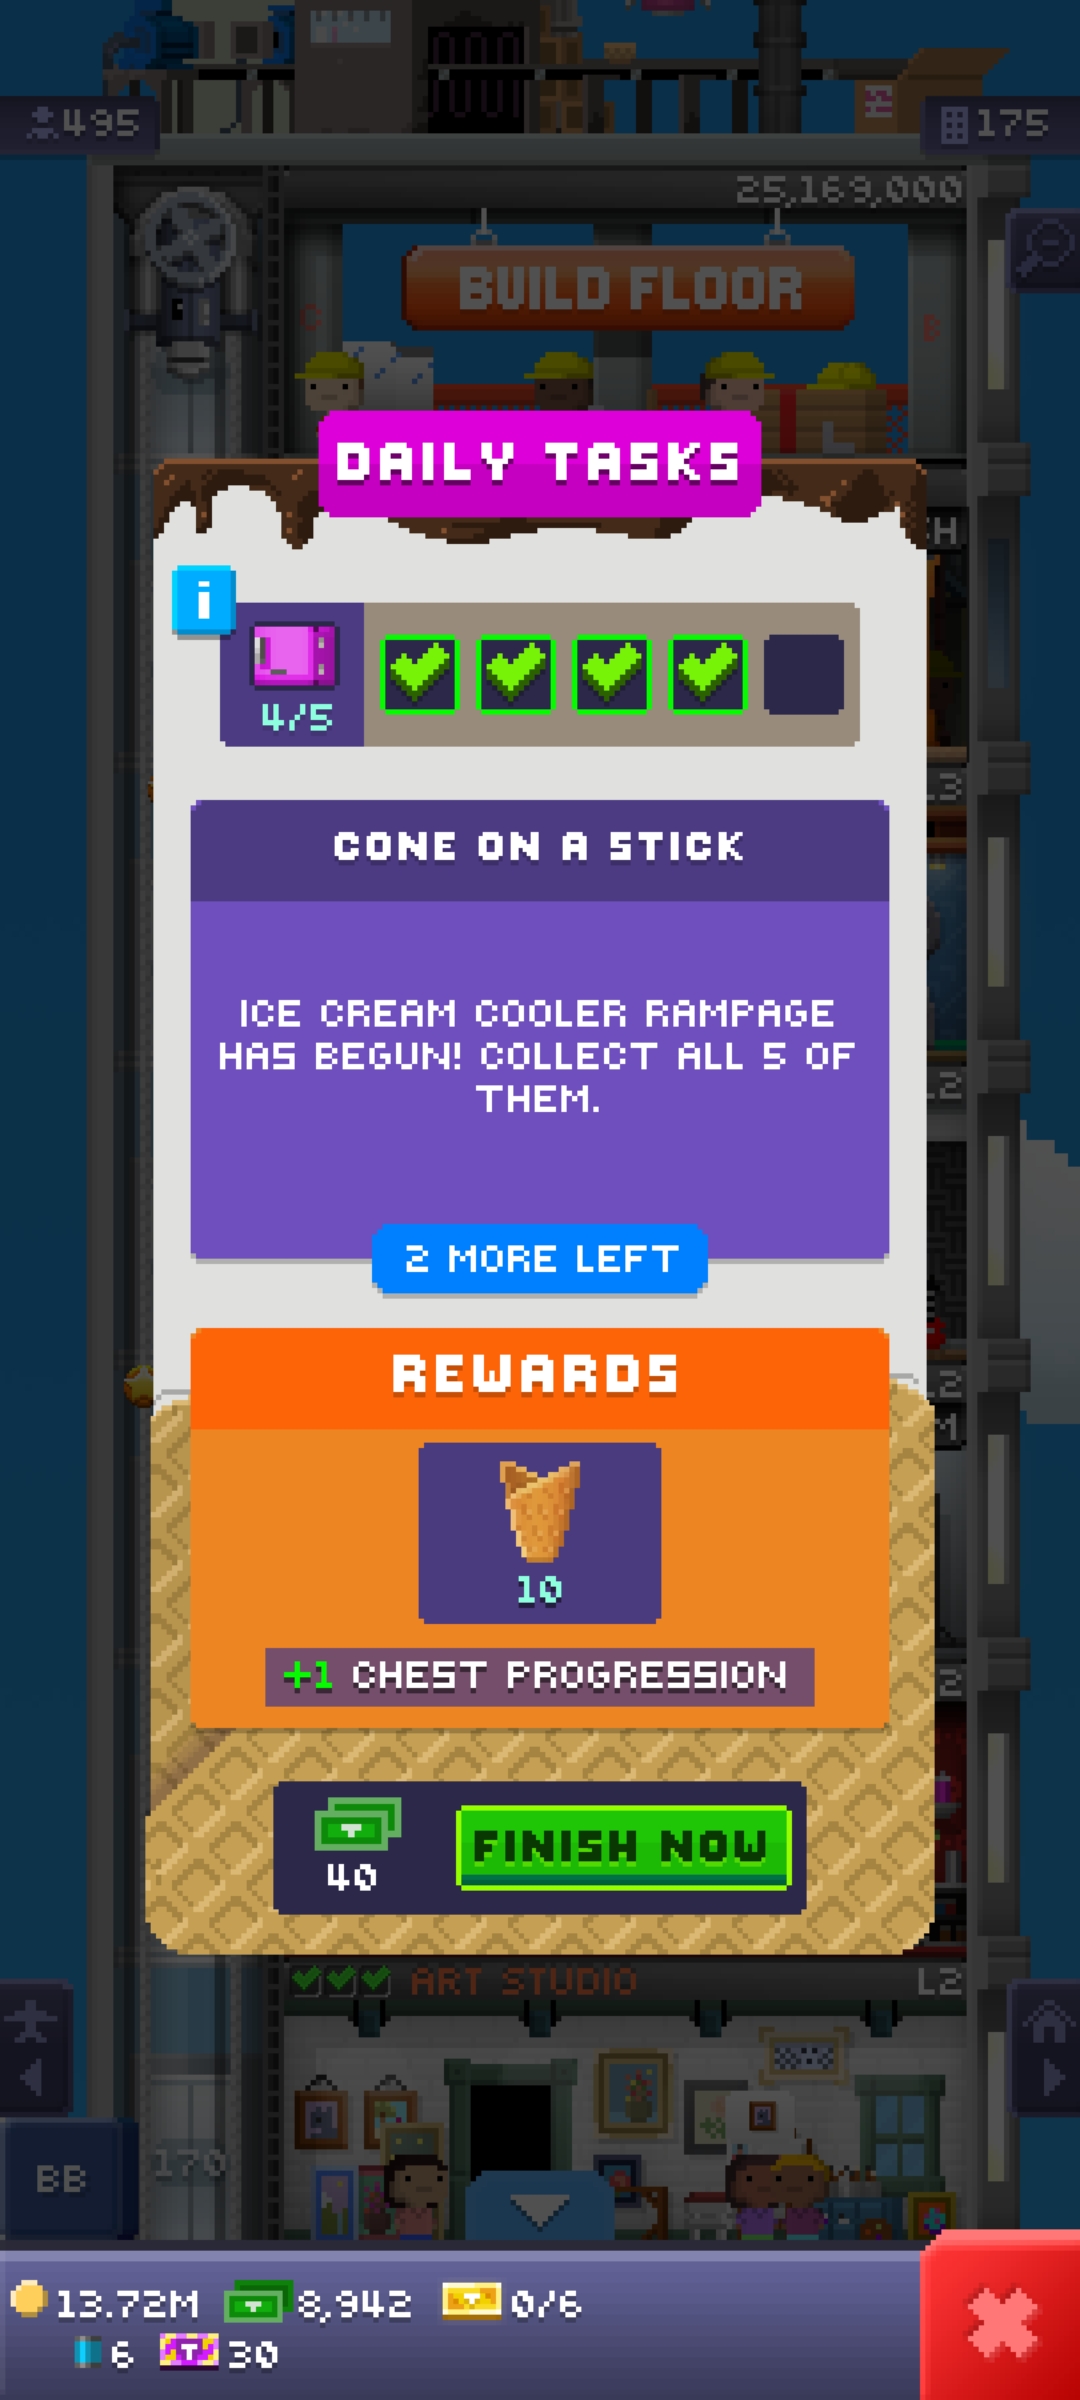 495
175
25,169,000
BUILD FLOOR
C
B
DAILY TASKS
H
i
4/5
L3
CONE ON A STICK
ICE CREAM COOLER RAMPAGE
HAS BEGUN! COLLECT ALL 5 OF
THEM.
2 MORE LEFT
REWARDS
10
+1 CHEST PROGRESSION
40
FINISH NOW
ART STUDIO
L2
170
BB
13.72M
8,942
0/6
6
30